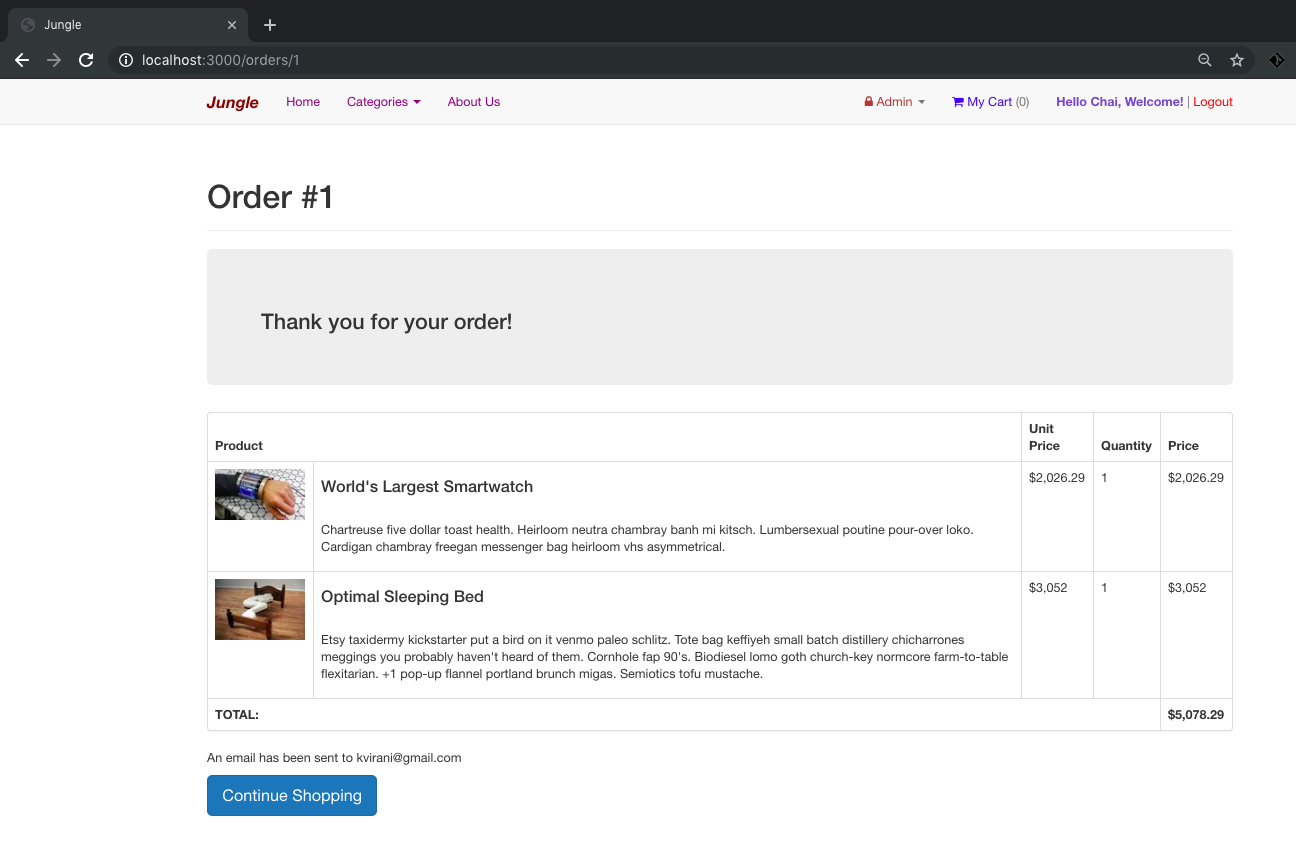 Jungle
localhost:3000/orders/1
Jungle Home Categories About Us Admin My Cart (0) Hello Chai, Welcome! | Logout
Order #1
Thank you for your order!
Product Unit Price Quantity Price
World's Largest Smartwatch $2,026.29 1 $2,026.29
Chartreuse five dollar toast health. Heirloom neutra chambray banh mi kitsch. Lumbersexual poutine pour-over loko.
Cardigan chambray freegan messenger bag heirloom vhs asymmetrical.
Optimal Sleeping Bed $3,052 1 $3,052
Etsy taxidermy kickstarter put a bird on it venmo paleo schlitz. Tote bag keffiyeh small batch distillery chicharrones
meggings you probably haven't heard of them. Cornhole fap 90's. Biodiesel lomo goth church-key normcore farm-to-table
flexitarian. +1 pop-up flannel portland brunch migas. Semiotics tofu mustache.
TOTAL: $5,078.29
An email has been sent to kvirani@gmail.com
Continue Shopping